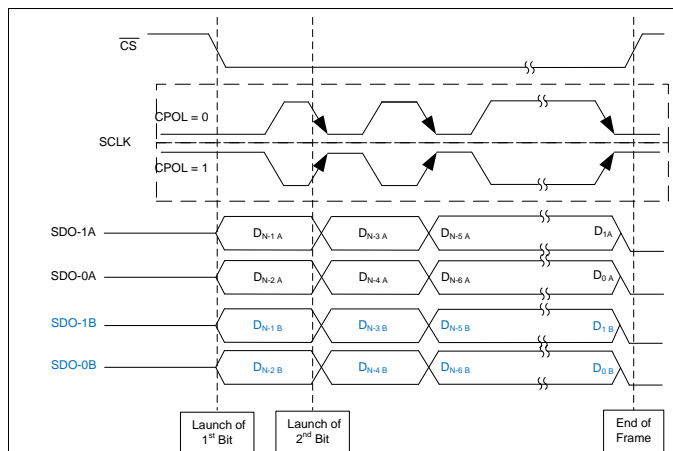 CS
CPOL = 0
SCLK
CPOL = 1
SDO-1A DN-1 A DN-3 A DN-5 A D1A
SDO-0A DN-2 A DN-4 A DN-6 A D0 A
SDO-1B DN-1 B DN-3 B DN-5 B D1 B
SDO-0B DN-2 B DN-4 B DN-6 B D0 B
Launch of
1st Bit
Launch of
2nd Bit
End of
Frame